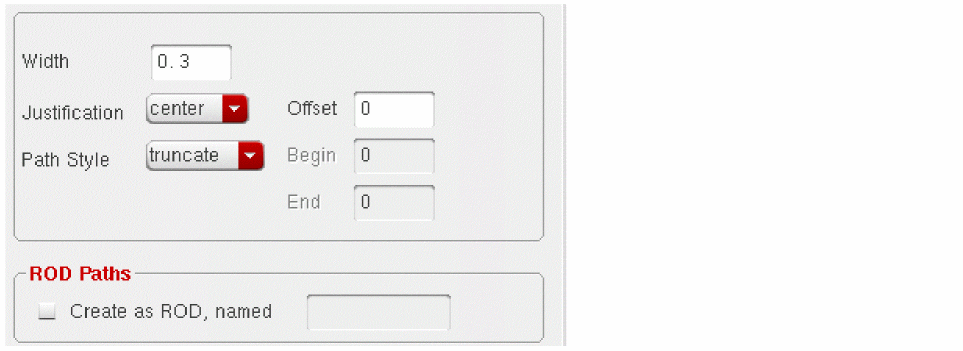 Width 0.3
Justification center Offset 0
Path Style truncate Begin 0
End 0
ROD Paths
Create as ROD, named